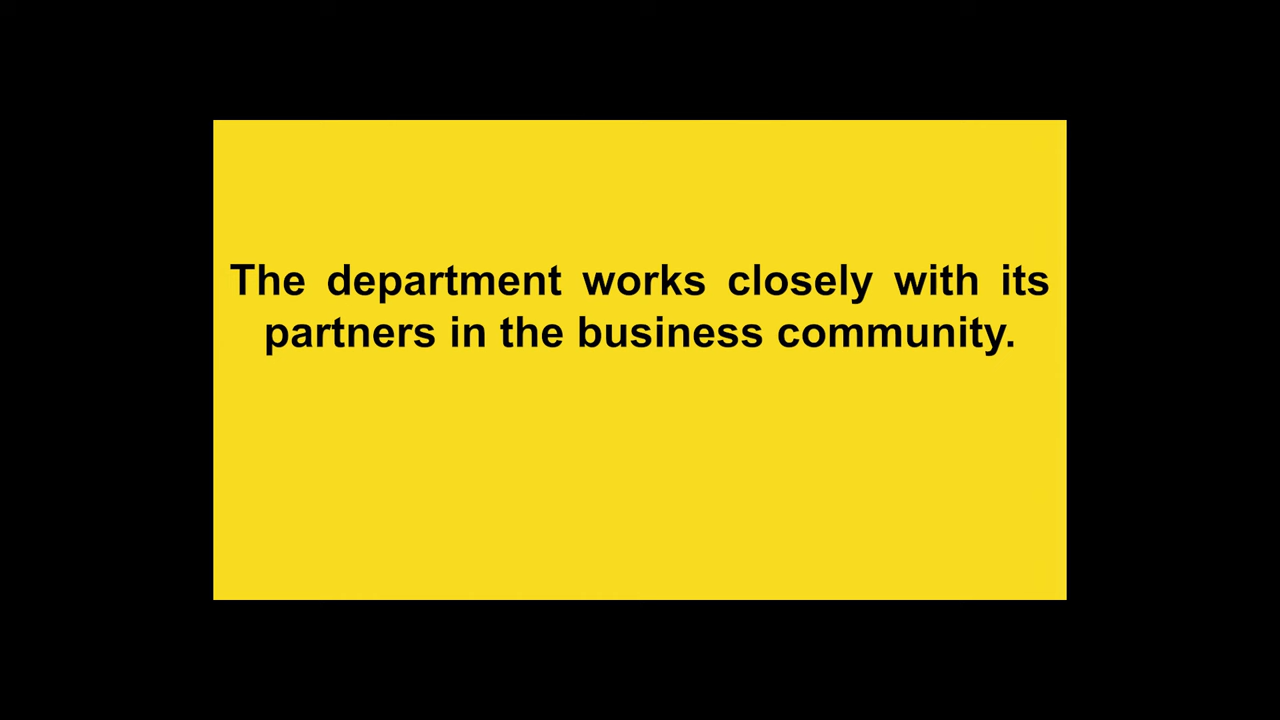 The department works closely with its
partners in the business community.